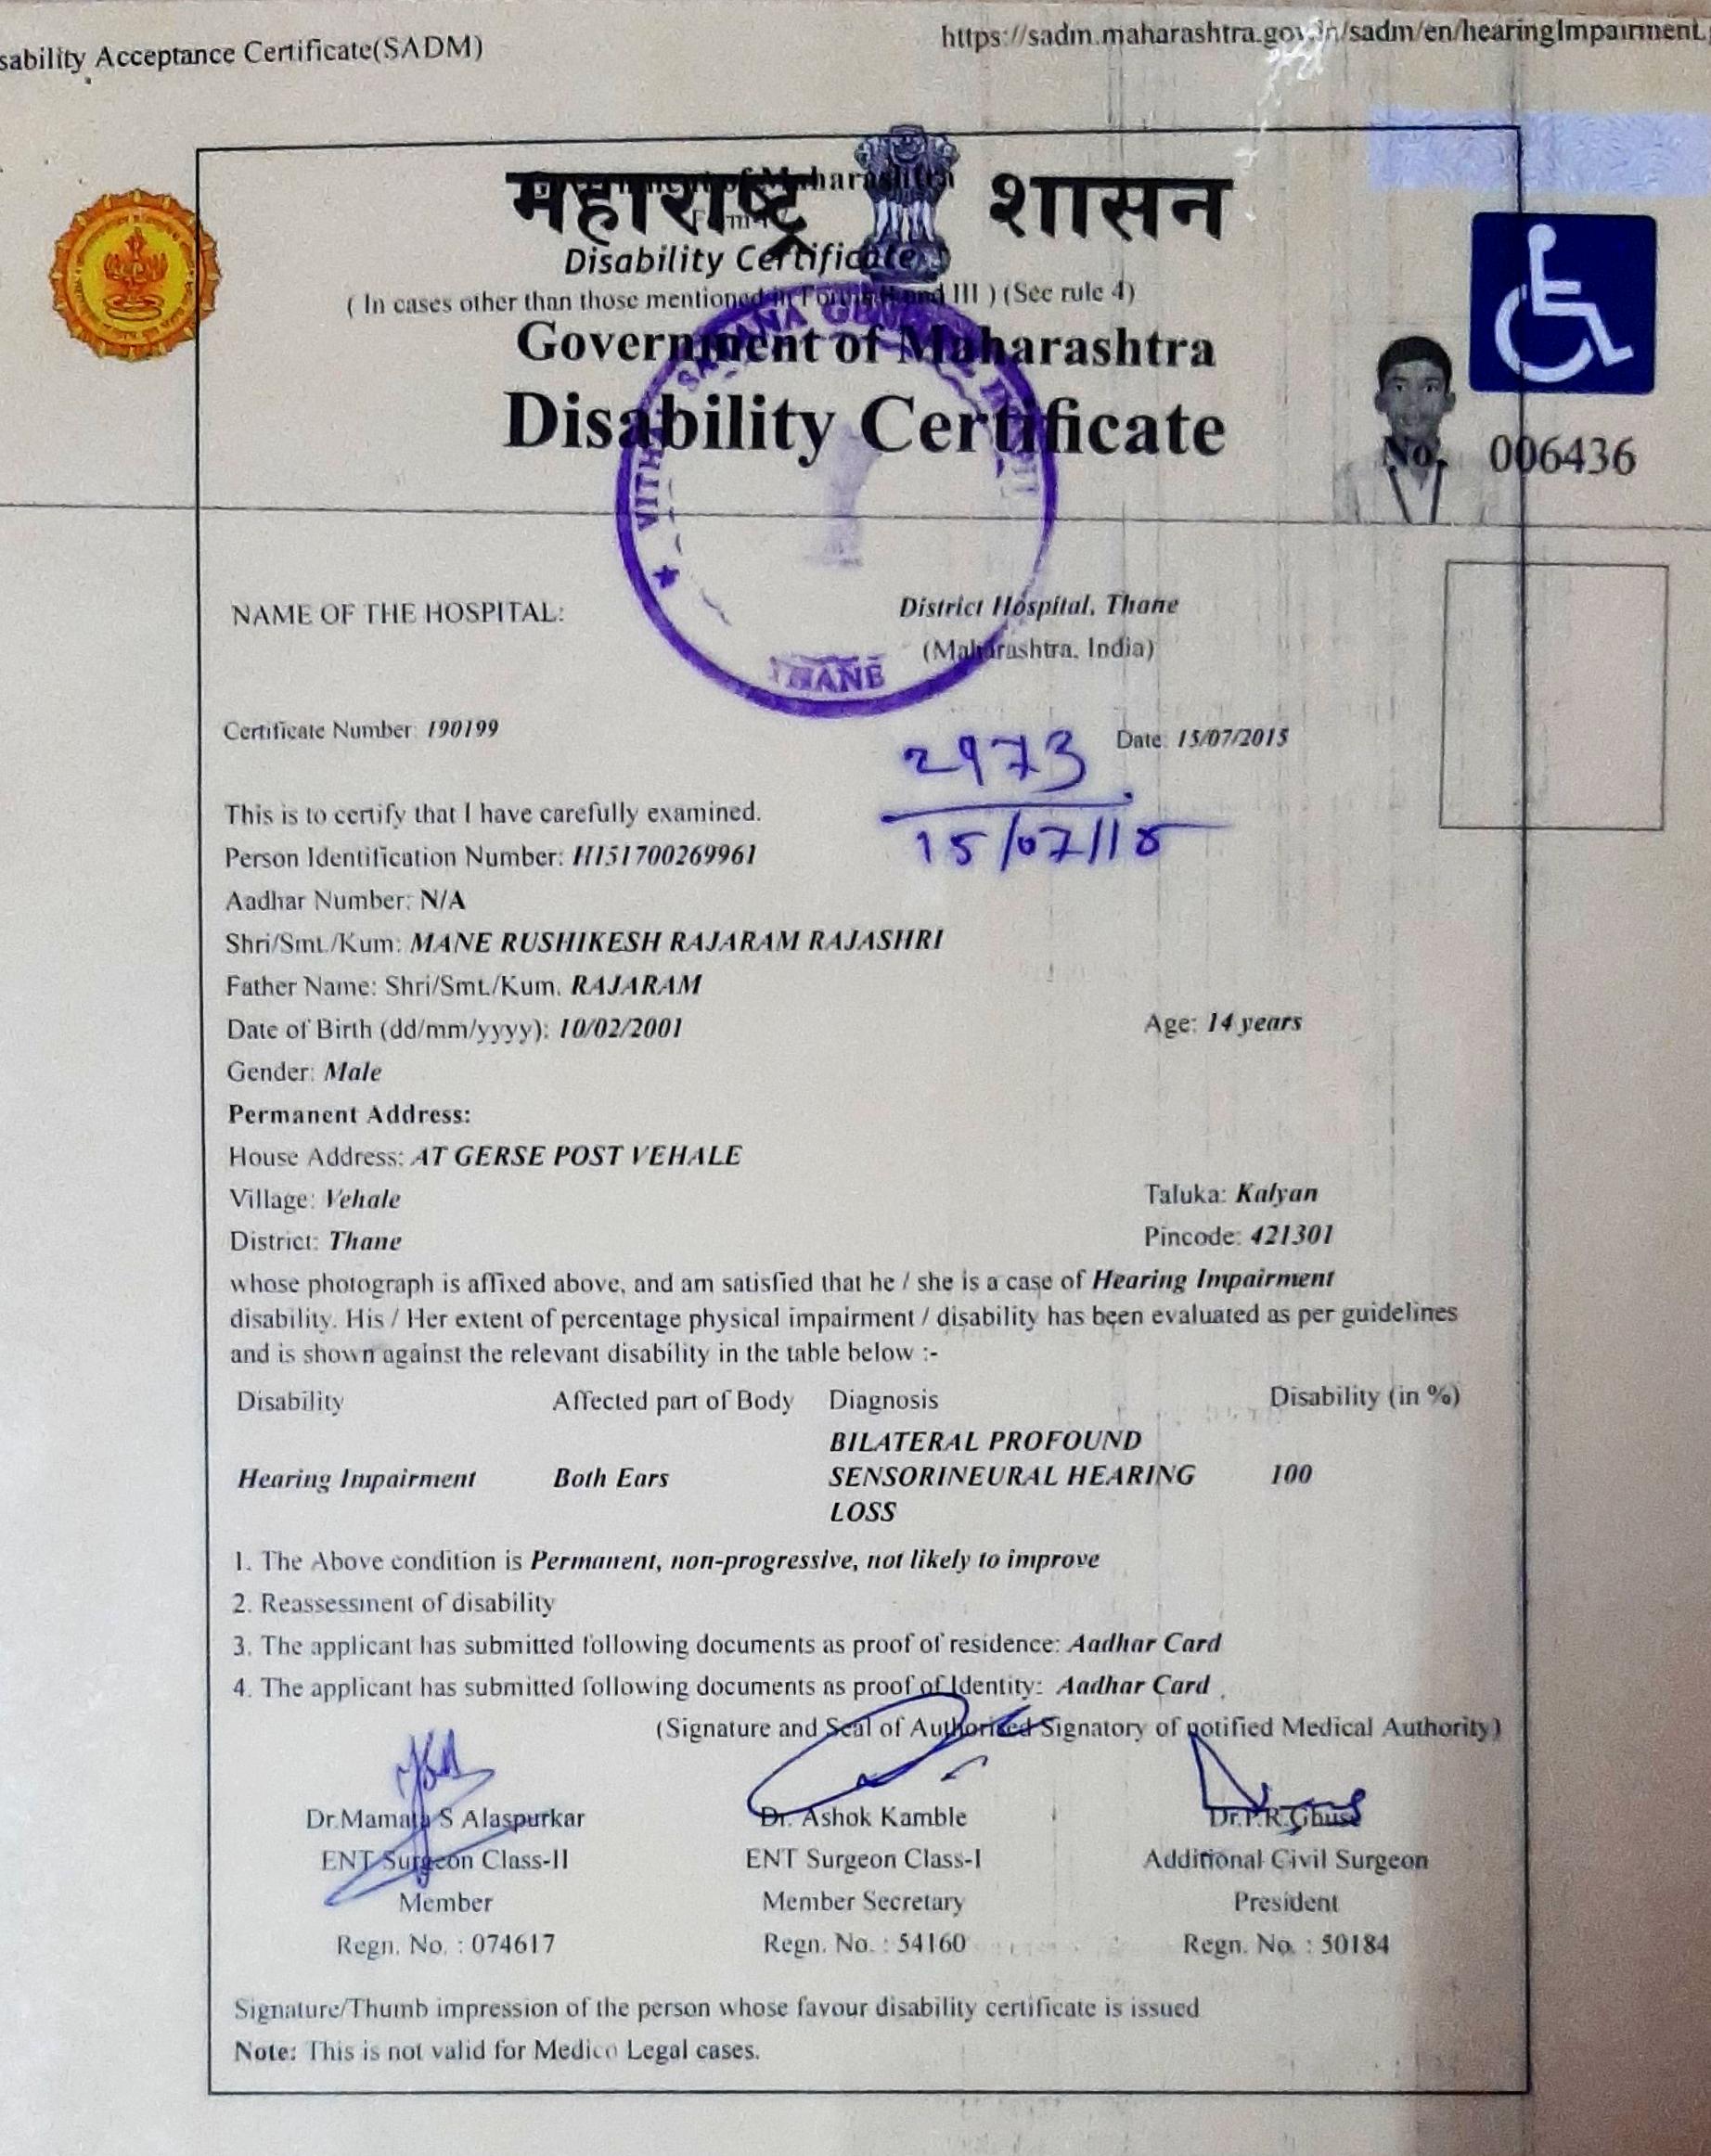 sability Acceptance Certificate(SADM)
https://sadm.maharashtra.gov.in/sadm/en/hearingImpairment
महाराष्ट्र शासन
Disability Certificate
( In cases other than those mentioned in Form II and III ) (See rule 4)
Government of Maharashtra
Disability Certificate
No. 006436
VITHAL SAYANA GENERAL
THANE
NAME OF THE HOSPITAL: District Hospital, Thane
(Maharashtra, India)
Certificate Number: 190199 Date: 15/07/2015
2973
15/07/15
This is to certify that I have carefully examined.
Person Identification Number: H151700269961
Aadhar Number: N/A
Shri/Smt./Kum: MANE RUSHIKESH RAJARAM RAJASHRI
Father Name: Shri/Smt./Kum. RAJARAM
Date of Birth (dd/mm/yyyy): 10/02/2001 Age: 14 years
Gender: Male
Permanent Address:
House Address: AT GERSE POST VEHALE
Village: Vehale Taluka: Kalyan
District: Thane Pincode: 421301
whose photograph is affixed above, and am satisfied that he / she is a case of Hearing Impairment
disability. His / Her extent of percentage physical impairment / disability has been evaluated as per guidelines
and is shown against the relevant disability in the table below :-
Disability Affected part of Body Diagnosis Disability (in %)
Hearing Impairment Both Ears BILATERAL PROFOUND SENSORINEURAL HEARING LOSS 100
1. The Above condition is Permanent, non-progressive, not likely to improve
2. Reassessment of disability
3. The applicant has submitted following documents as proof of residence: Aadhar Card
4. The applicant has submitted following documents as proof of Identity: Aadhar Card
(Signature and Seal of Authorised Signatory of notified Medical Authority)
Dr.Mamata S Alaspurkar Dr. Ashok Kamble Dr.P.R.Ghuse
ENT Surgeon Class-II ENT Surgeon Class-I Additional Civil Surgeon
Member Member Secretary President
Regn. No. : 074617 Regn. No. : 54160 Regn. No. : 50184
Signature/Thumb impression of the person whose favour disability certificate is issued
Note: This is not valid for Medico Legal cases.